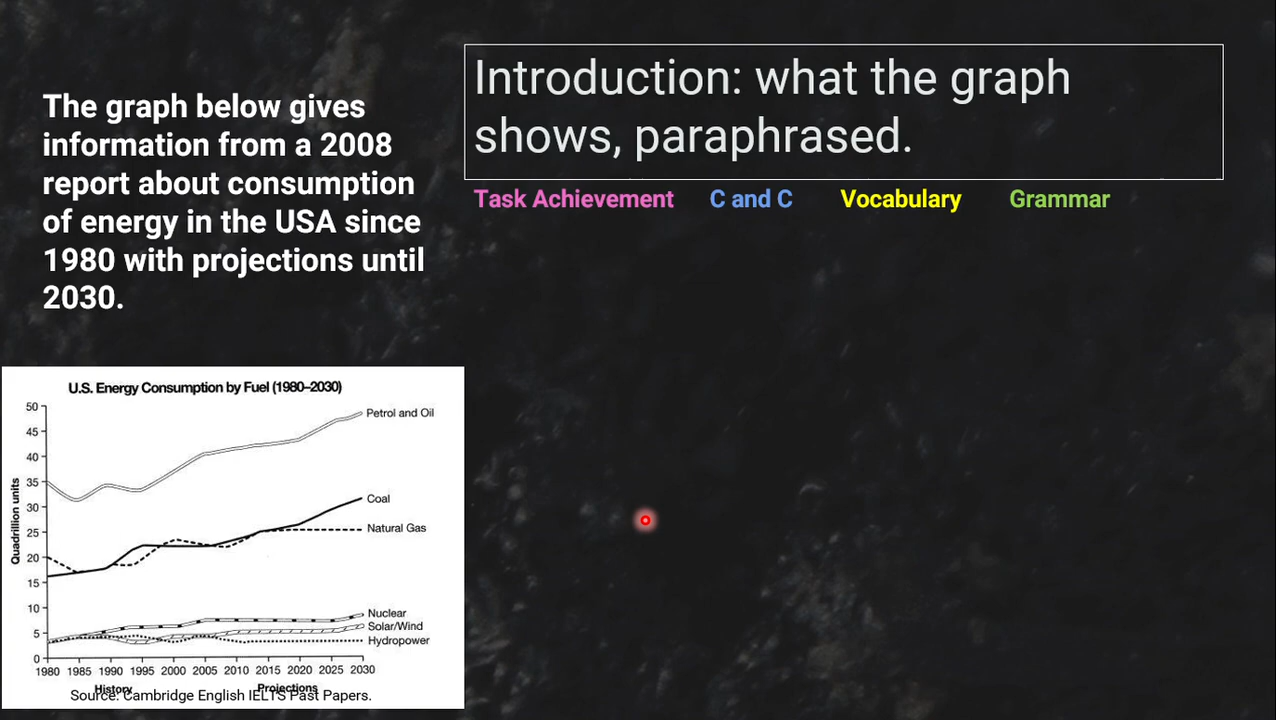 The graph below gives
information from a 2008
report about consumption
of energy in the USA since
1980 with projections until
2030.
Introduction: what the graph
shows, paraphrased.
Task Achievement C and C Vocabulary Grammar
U.S. Energy Consumption by Fuel (1980–2030)
Quadrillion units
50
45
40
35
30
25
20
15
10
5
0
Petrol and Oil
Coal
Natural Gas
Nuclear
Solar/Wind
Hydropower
1980 1985 1990 1995 2000 2005 2010 2015 2020 2025 2030
History Projections
Source: Cambridge English IELTS Past Papers.